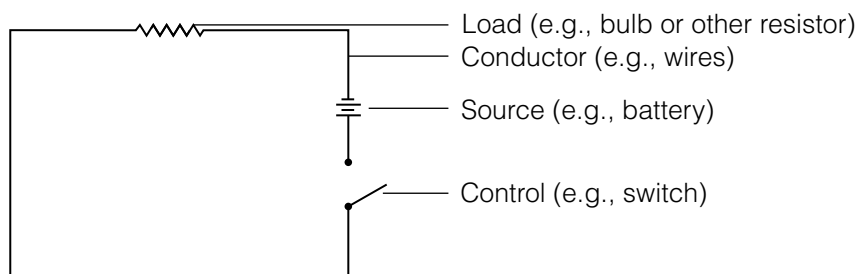 Load (e.g., bulb or other resistor)
Conductor (e.g., wires)
Source (e.g., battery)
Control (e.g., switch)